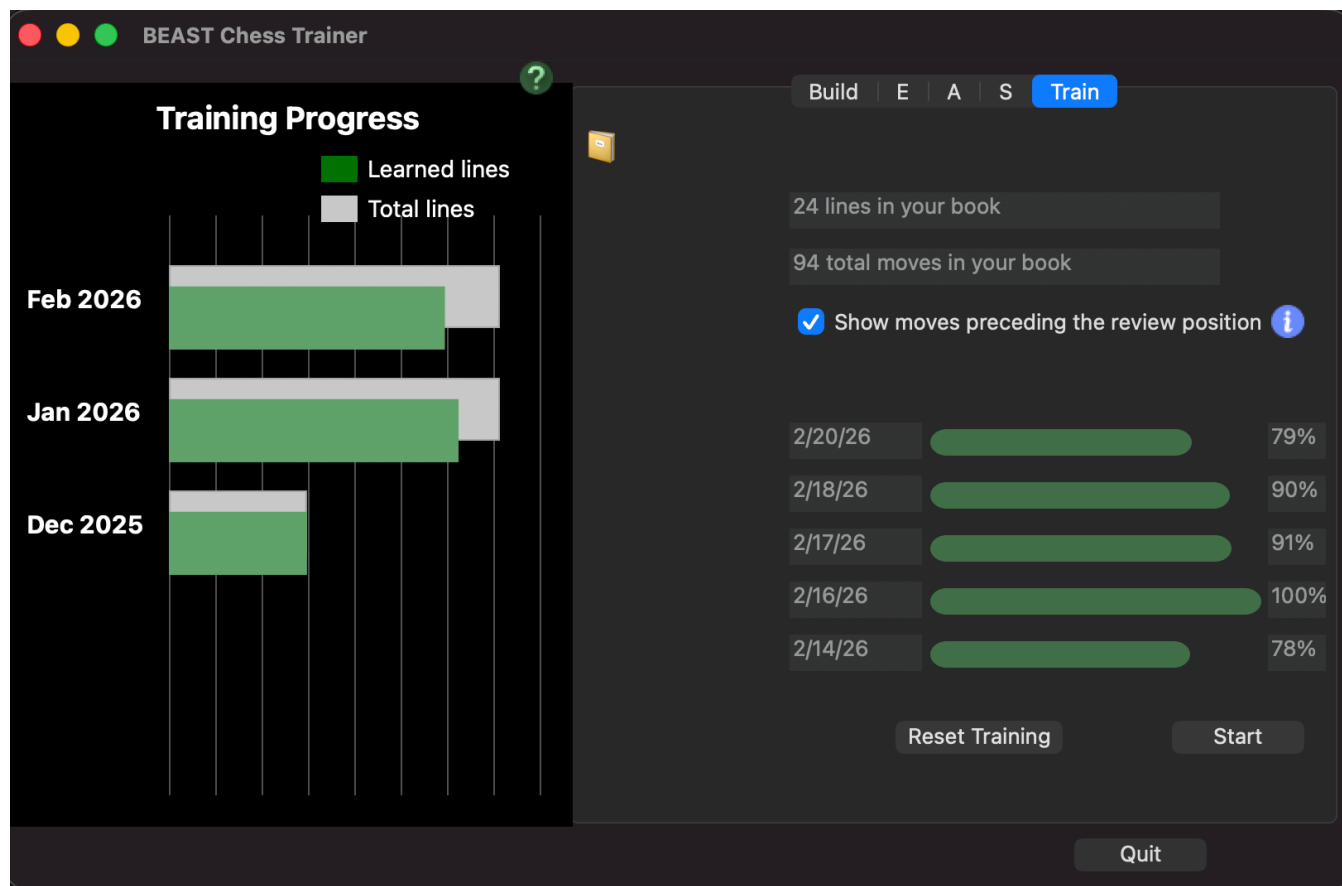 BEAST Chess Trainer
?
Training Progress
Learned lines
Total lines
Feb 2026
Jan 2026
Dec 2025
Build E A S Train
24 lines in your book
94 total moves in your book
Show moves preceding the review position i
2/20/26 79%
2/18/26 90%
2/17/26 91%
2/16/26 100%
2/14/26 78%
Reset Training Start
Quit